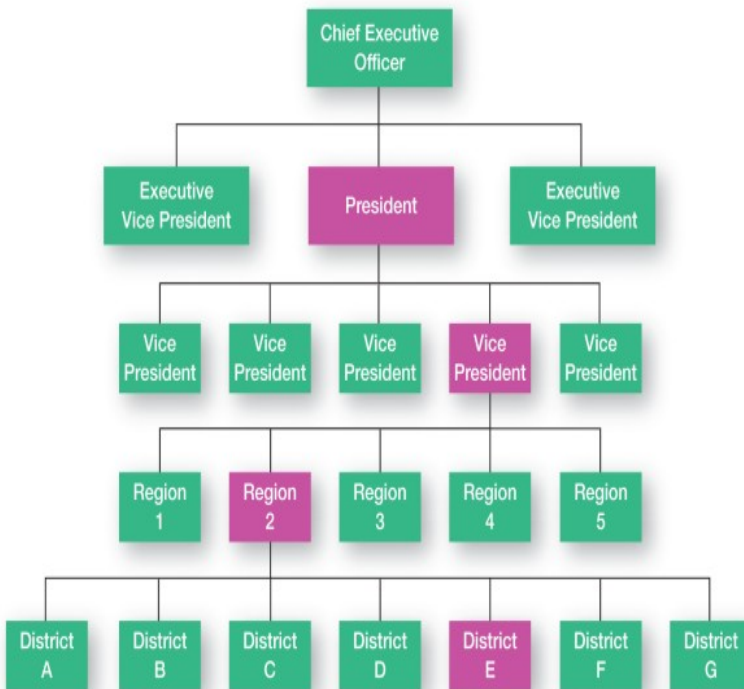 Chief Executive
Officer
Executive
Vice President
President
Executive
Vice President
Vice
President
Vice
President
Vice
President
Vice
President
Vice
President
Region
1
Region
2
Region
3
Region
4
Region
5
District
A
District
B
District
C
District
D
District
E
District
F
District
G